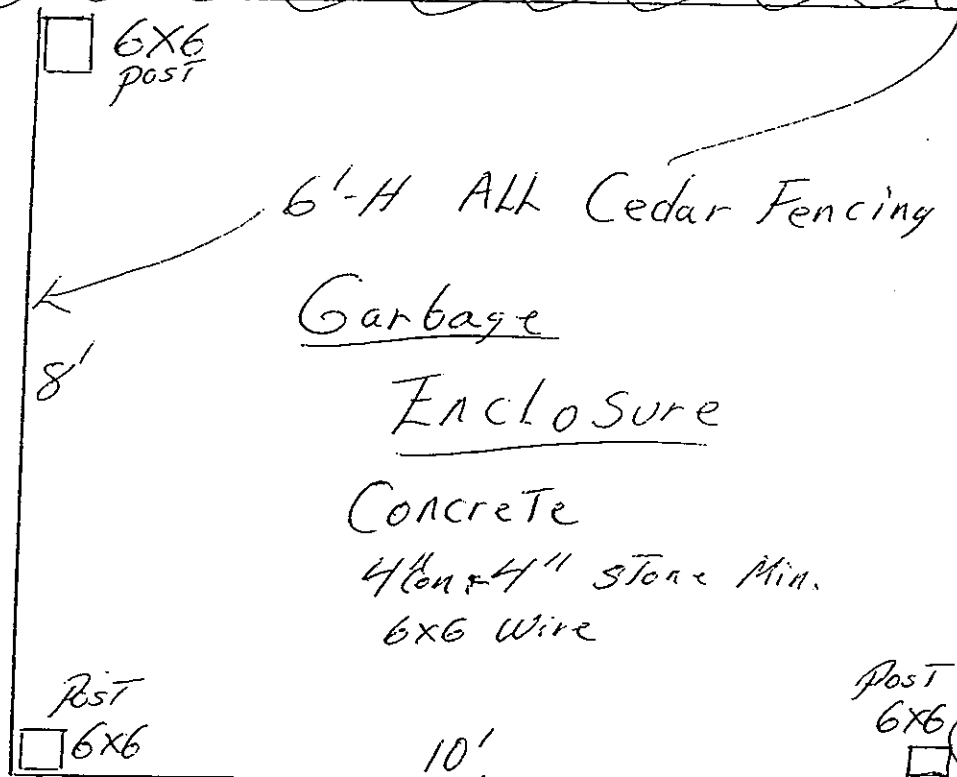 6X6
Post
6'-H ALL Cedar Fencing
8'
Garbage
Enclosure
Concrete
4" on 4" stone Min.
6x6 Wire
Post
6x6
10'
Post
6x6